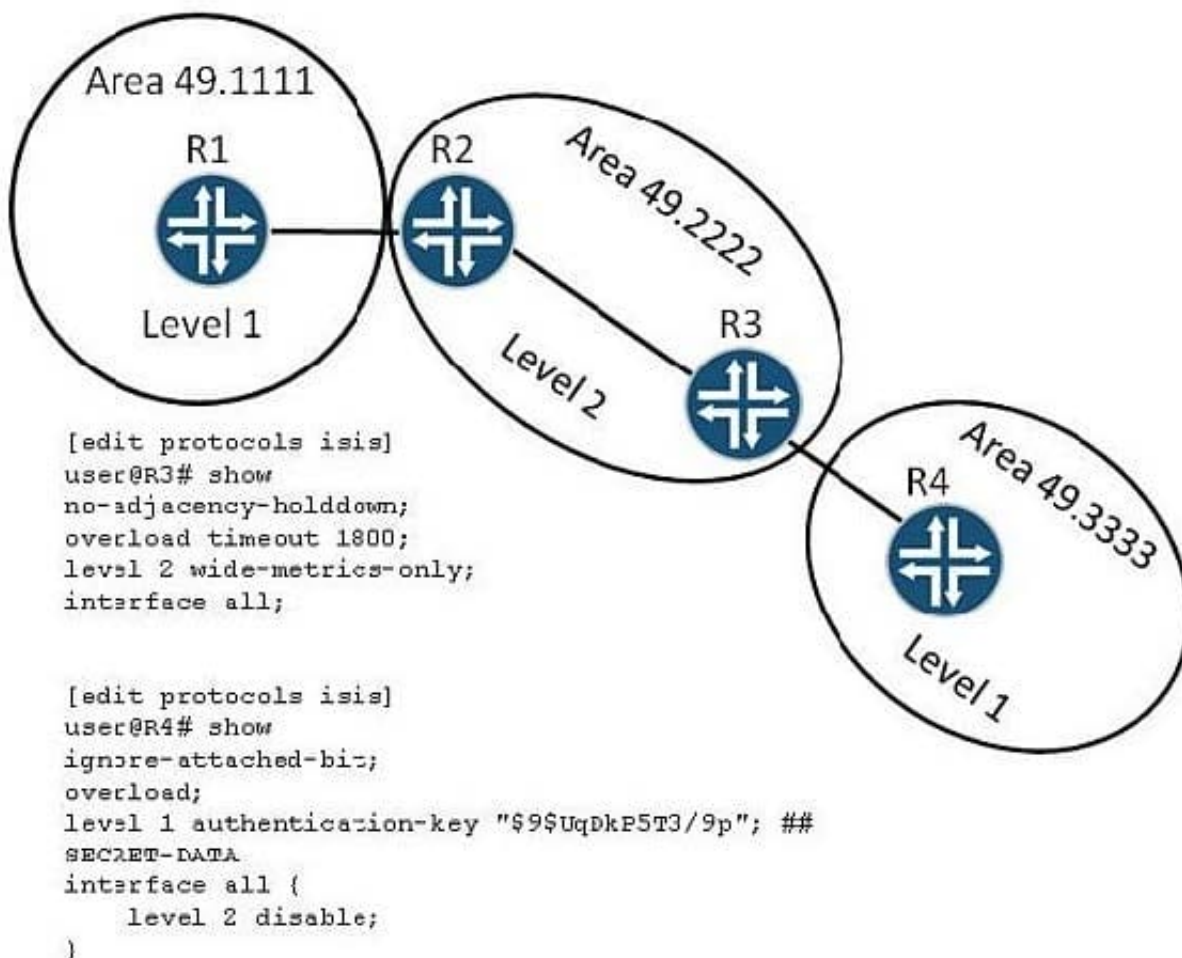 Area 49.1111
R1
Level 1
R2
Area 49.2222
Level 2
R3
Area 49.3333
R4
Level 1
[edit protocols isis]
user@R3# show
no-adjacency-holddown;
overload timeout 1800;
level 2 wide-metrics-only;
interface all;
[edit protocols isis]
user@R4# show
ignore-attached-bit;
overload;
level 1 authentication-key "$9$UqDkP5T3/9p"; ##
SECRET-DATA
interface all {
    level 2 disable;
}